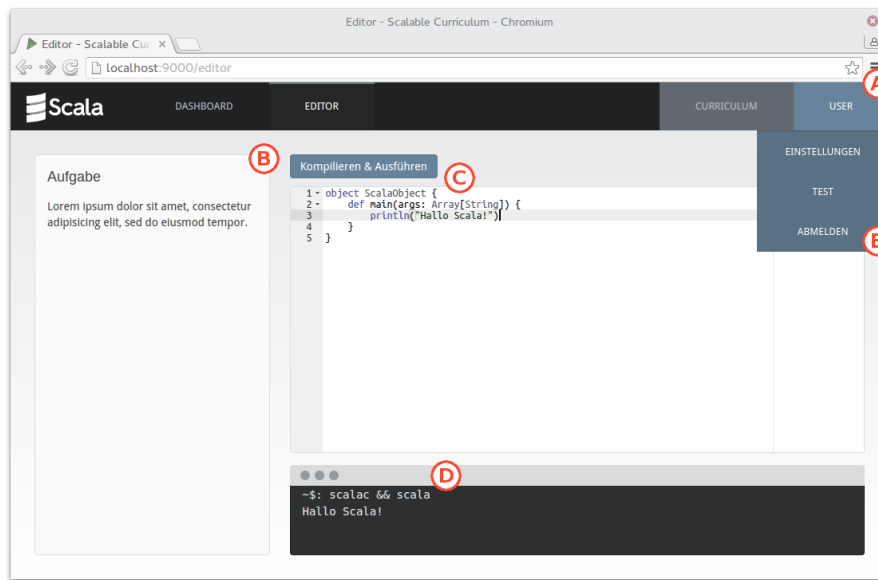 Editor - Scalable Curriculum - Chromium
Editor - Scalable Cur
localhost:9000/editor
A
Scala DASHBOARD EDITOR CURRICULUM USER
B
Kompilieren & Ausführen
EINSTELLUNGEN
C
Aufgabe
Lorem ipsum dolor sit amet, consectetur
adipisicing elit, sed do eiusmod tempor.
1 object ScalaObject {
2 def main(args: Array[String]) {
3 println("Hallo Scala!")
4 }
5 }
TEST
ABMELDEN
E
D
~$: scalac && scala
Hallo Scala!